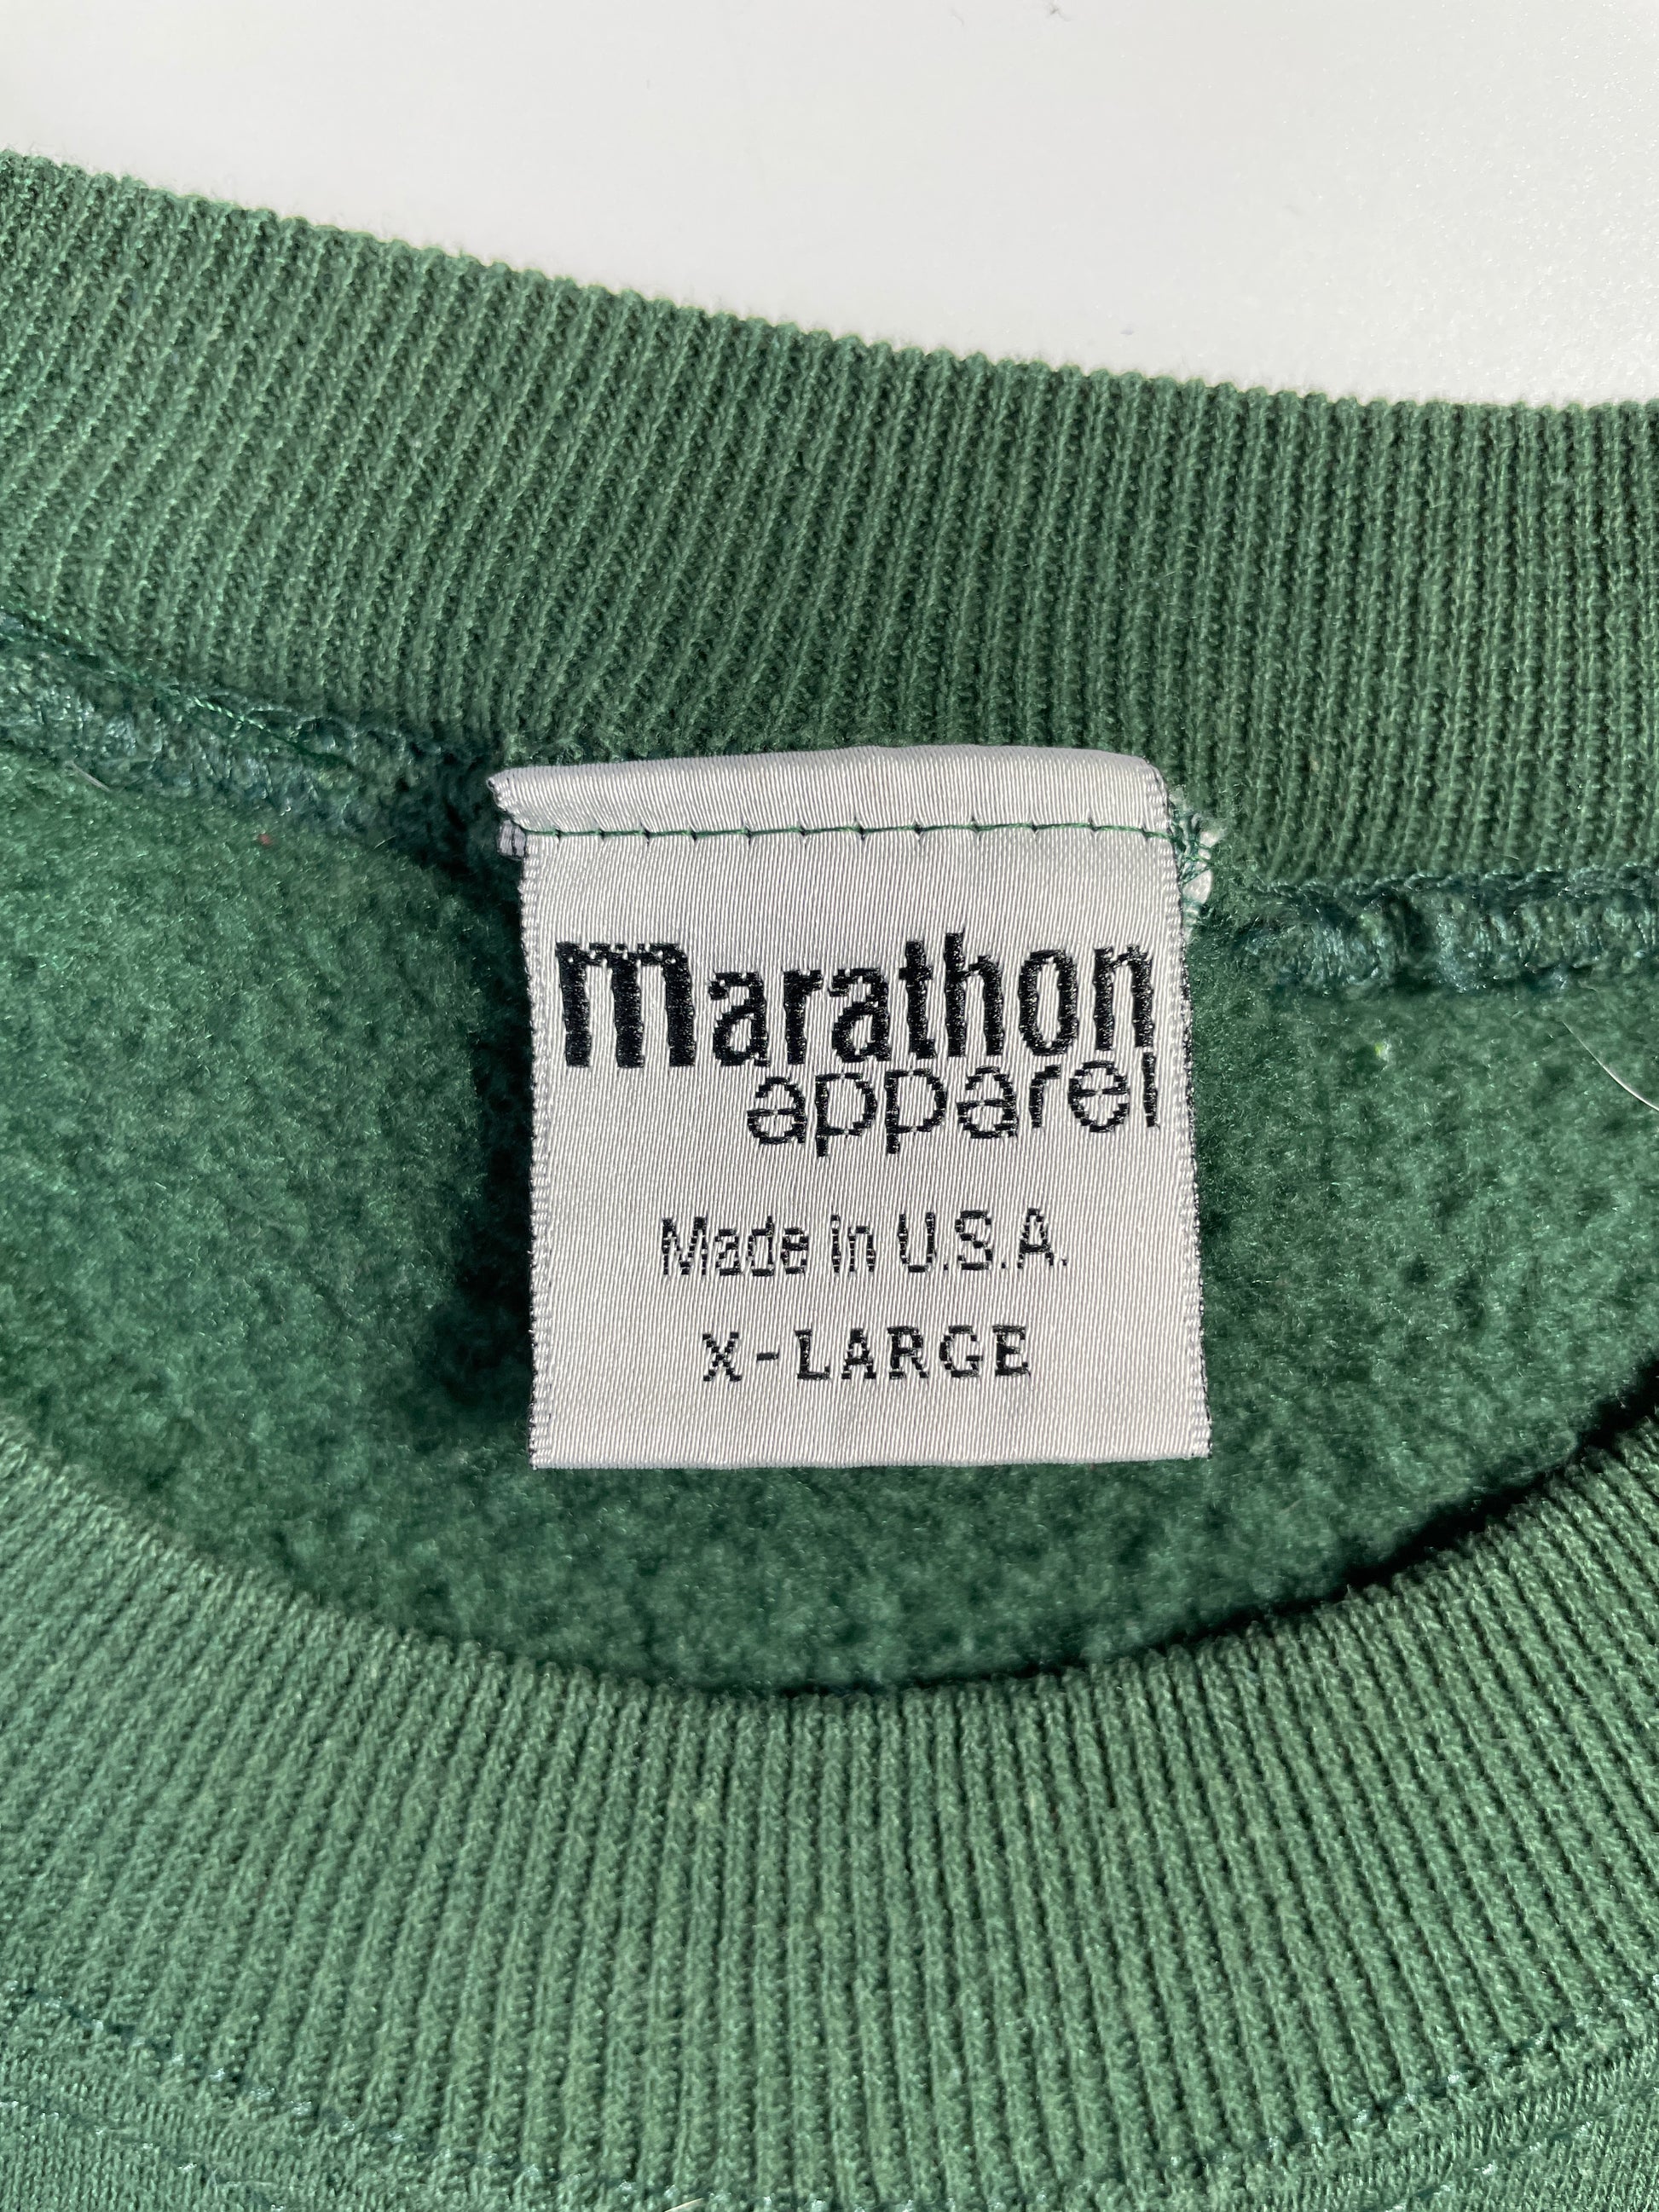 marathon
apparel
Made in U.S.A.
X-LARGE